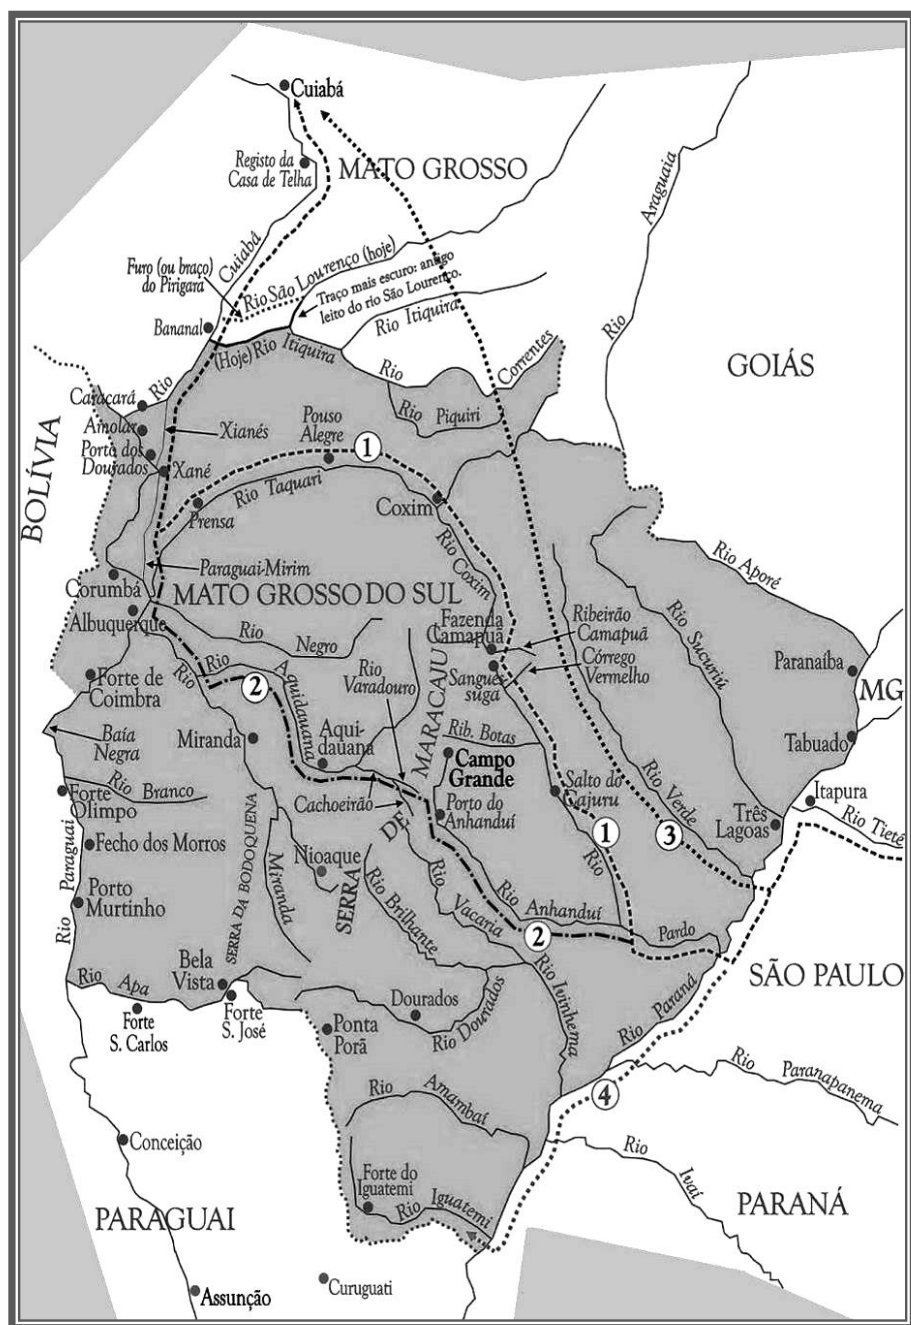 Cuiabá
Registo da
Casa de Telha
MATO GROSSO
Araguaia
Rio
Cuiabá
Rio
Furo (ou braço)
do Pirigara
Rio São Lourenço (hoje)
Traço mais escuro: antigo
leito do rio São Lourenço.
Bananal
(Hoje) Rio Itiquira
Rio Itiquira
Rio
Correntes
GOIÁS
Caracará
Amolar
Porto dos
Dourados
Xianés
Xané
Pouso
Alegre
1
Rio Piquiri
BOLÍVIA
Prensa
Rio Taquari
Coxim
Rio Coxim
Rio Aporé
Corumbá
Paraguai-Mirim
MATO GROSSO DO SUL
Albuquerque
Rio
Negro
Fazenda
Camapuã
Ribeirão
Camapuã
Sangues
suga
Córrego
Vermelho
Rio Sucuriú
Paranaíba
MG
Forte de
Coimbra
Rio
Rio Aquidauana
2
Rio
Varadouro
Baía
Negra
Miranda
Aqui-
dauana
SERRA DE MARACAJU
Rib. Botas
Campo
Grande
Tabuado
Rio Branco
Forte
Olimpo
Cachoeirão
Porto do
Anhanduí
Salto do
Cajuru
Rio Verde
Três
Lagoas
Itapura
Rio Tietê
Rio Paraguai
Fecho dos Morros
SERRA DA BODOQUENA
Miranda
Nioaque
1
3
Rio
Porto
Murtinho
Rio Brilhante
Rio Vacaria
Rio Anhanduí
2
Pardo
Rio Apa
Bela
Vista
SÃO PAULO
Forte
S. Carlos
Forte
S. José
Ponta
Porã
Dourados
Rio Dourados
Rio Ivinhema
Rio Paraná
Rio Paranapanema
4
Rio Amambaí
Conceição
Forte do
Iguatemi
Rio Iguatemi
Rio Ivaí
PARAGUAI
PARANÁ
Assunção
Curuguati